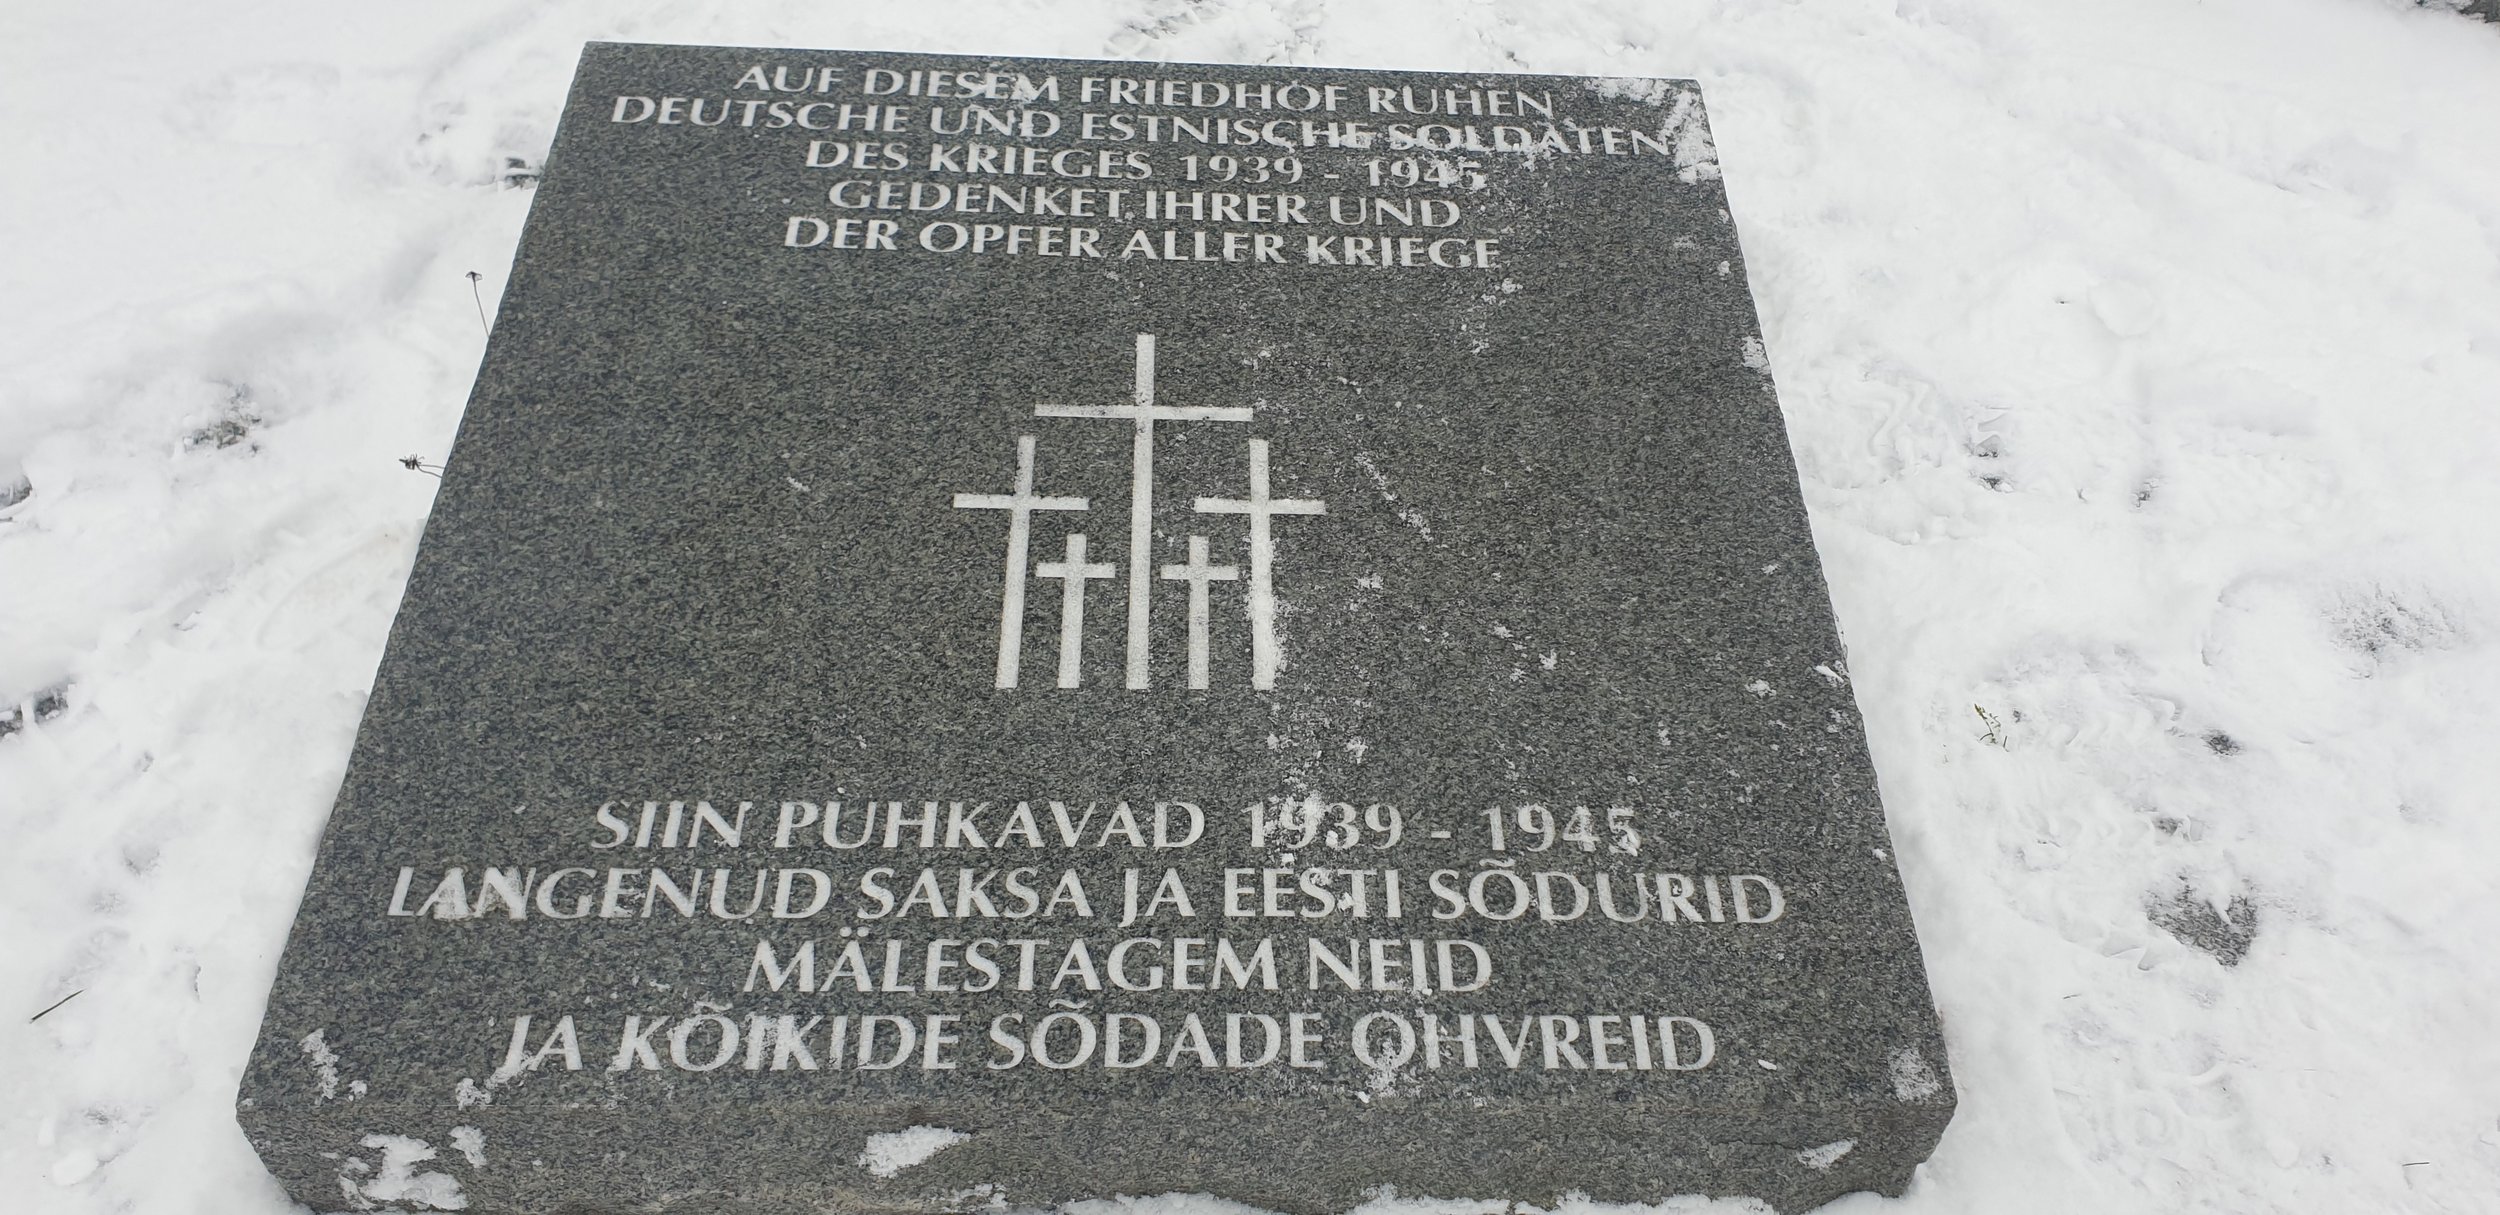 AUF DIESEM FRIEDHOF RUHEN
DEUTSCHE UND ESTNISCHE SOLDATEN
DES KRIEGES 1939 - 1945
GEDENKET IHRER UND
DER OPFER ALLER KRIEGE
SIIN PUHKAVAD 1939 - 1945
LANGENUD SAKSA JA EESTI SÕDURID
MÄLESTAGEM NEID
JA KÕIKIDE SÕDADE OHVREID